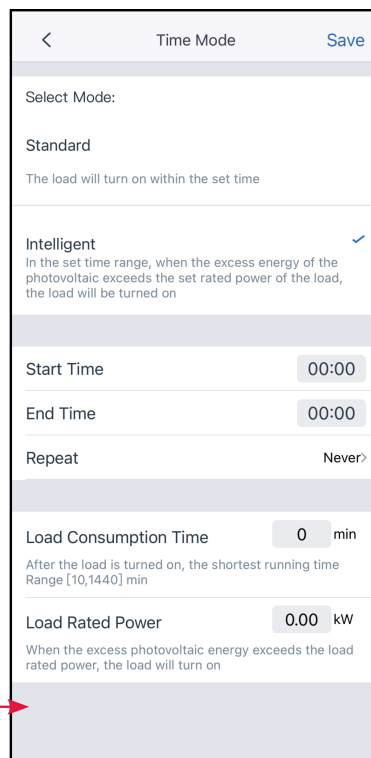 Time Mode Save
Select Mode:
Standard
The load will turn on within the set time
Intelligent
In the set time range, when the excess energy of the
photovoltaic exceeds the set rated power of the load,
the load will be turned on
Start Time 00:00
End Time 00:00
Repeat Never
Load Consumption Time 0 min
After the load is turned on, the shortest running time
Range [10,1440] min
Load Rated Power 0.00 kW
When the excess photovoltaic energy exceeds the load
rated power, the load will turn on